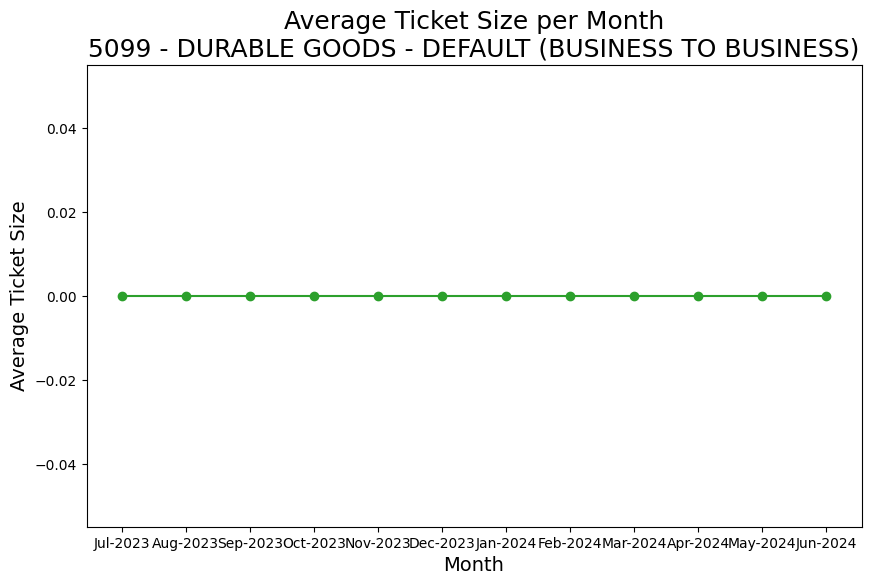 Average Ticket Size per Month
5099 - DURABLE GOODS - DEFAULT (BUSINESS TO BUSINESS)
Average Ticket Size
0.04
0.02
0.00
−0.02
−0.04
Jul-2023 Aug-2023 Sep-2023 Oct-2023 Nov-2023 Dec-2023 Jan-2024 Feb-2024 Mar-2024 Apr-2024 May-2024 Jun-2024
Month